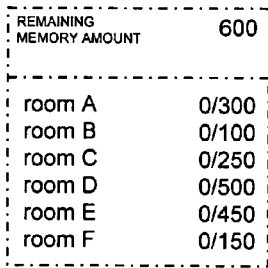 REMAINING
MEMORY AMOUNT 600
room A 0/300
room B 0/100
room C 0/250
room D 0/500
room E 0/450
room F 0/150